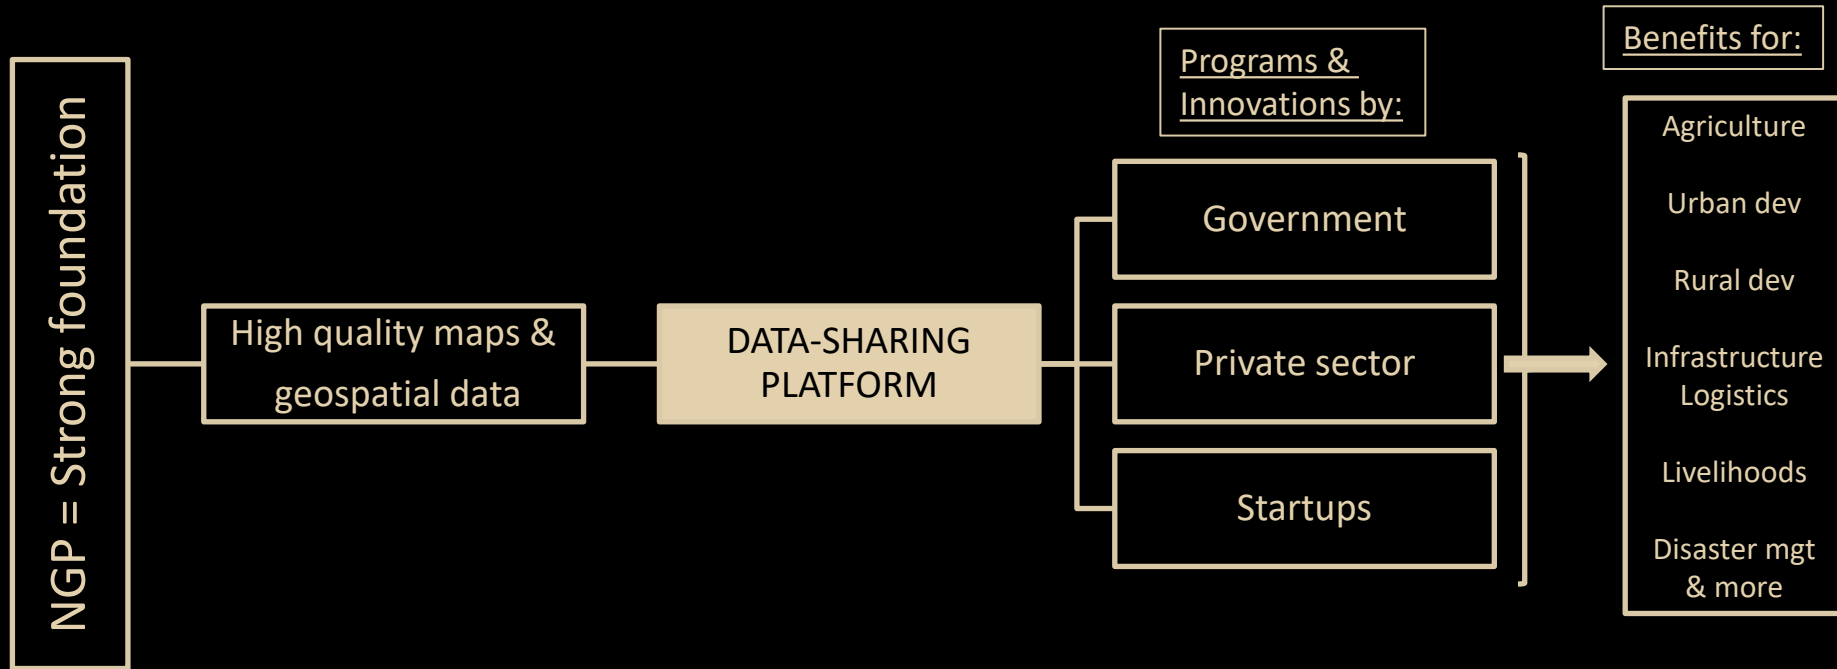 NGP = Strong foundation
High quality maps &
geospatial data
DATA-SHARING
PLATFORM
Programs &
Innovations by:
Government
Private sector
Startups
Benefits for:
Agriculture
Urban dev
Rural dev
Infrastructure
Logistics
Livelihoods
Disaster mgt
& more